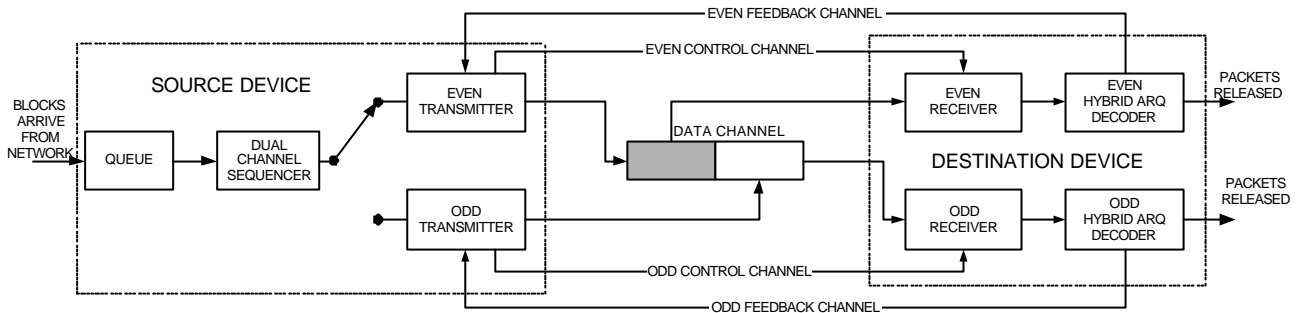 EVEN FEEDBACK CHANNEL
EVEN CONTROL CHANNEL
SOURCE DEVICE
BLOCKS
ARRIVE
FROM
NETWORK
QUEUE
DUAL
CHANNEL
SEQUENCER
EVEN
TRANSMITTER
DATA CHANNEL
EVEN
RECEIVER
EVEN
HYBRID ARQ
DECODER
PACKETS
RELEASED
DESTINATION DEVICE
ODD
TRANSMITTER
ODD
RECEIVER
ODD
HYBRID ARQ
DECODER
PACKETS
RELEASED
ODD CONTROL CHANNEL
ODD FEEDBACK CHANNEL